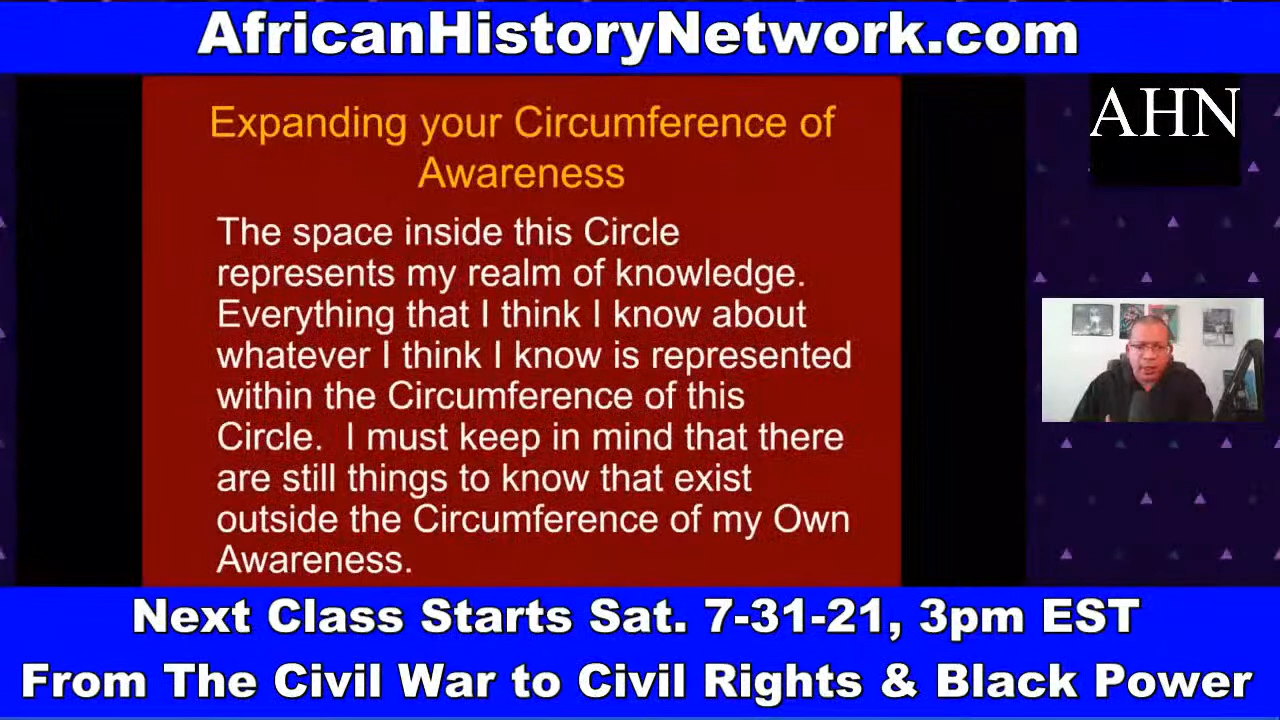 AfricanHistoryNetwork.com
AHN
Expanding your Circumference of
Awareness
The space inside this Circle
represents my realm of knowledge.
Everything that I think I know about
whatever I think I know is represented
within the Circumference of this
Circle.  I must keep in mind that there
are still things to know that exist
outside the Circumference of my Own
Awareness.
Next Class Starts Sat. 7-31-21, 3pm EST
From The Civil War to Civil Rights & Black Power